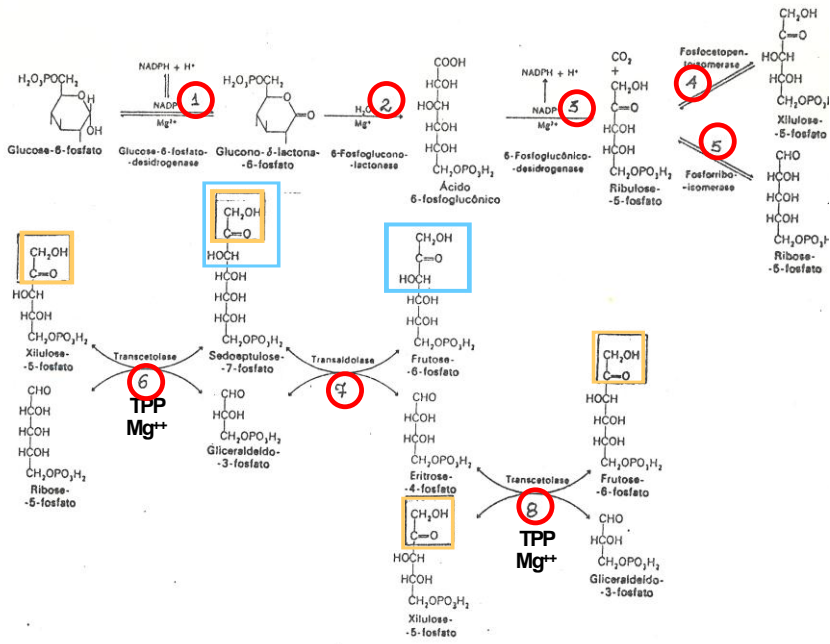 H₂O₃POCH₂
H
OH
Glucose-6-fosfato
NADPH + H⁺
NADP
1
Mg²⁺
Glucose-6-fosfato-
desidrogenase
H₂O₃POCH₂
O
=O
Glucono-δ-lactona-
-6-fosfato
H₂O
2
Mg⁺
6-Fosfoglucono-
lactonase
COOH
HCOH
HOCH
HCOH
HCOH
CH₂OPO₃H₂
Ácido
6-fosfoglucônico
NADPH + H⁺
NADP
3
Mg²⁺
6-Fosfoglucônico-
-desidrogenase
CO₂
+
CH₂OH
C=O
HCOH
HCOH
CH₂OPO₃H₂
Ribulose-
-5-fosfato
Fosfocetopen-
isomerase
4
5
Fosforribo-
-isomerase
CH₂OH
C=O
HOCH
HCOH
CH₂OPO₃H₂
Xilulose-
-5-fosfato
CHO
HCOH
HCOH
HCOH
CH₂OPO₃H₂
Ribose-
-5-fosfato
CH₂OH
C=O
HOCH
HCOH
CH₂OPO₃H₂
Xilulose-
-5-fosfato
CHO
HCOH
HCOH
HCOH
CH₂OPO₃H₂
Ribose-
-5-fosfato
Transcetolase
6
TPP
Mg⁺⁺
CH₂OH
C=O
HOCH
HCOH
HCOH
HCOH
CH₂OPO₃H₂
Sedoeptulose-
-7-fosfato
CHO
HCOH
CH₂OPO₃H₂
Gliceraldeído-
-3-fosfato
Transaldolase
7
CH₂OH
C=O
HOCH
HCOH
HCOH
CH₂OPO₃H₂
Frutose-
-6-fosfato
CHO
HCOH
HCOH
CH₂OPO₃H₂
Eritrose-
-4-fosfato
CH₂OH
C=O
HOCH
HCOH
CH₂OPO₃H₂
Xilulose-
-5-fosfato
Transcetolase
8
TPP
Mg⁺⁺
CH₂OH
C=O
HOCH
HCOH
HCOH
CH₂OPO₃H₂
Frutose-
-6-fosfato
CHO
HCOH
CH₂OPO₃H₂
Gliceraldeído-
-3-fosfato